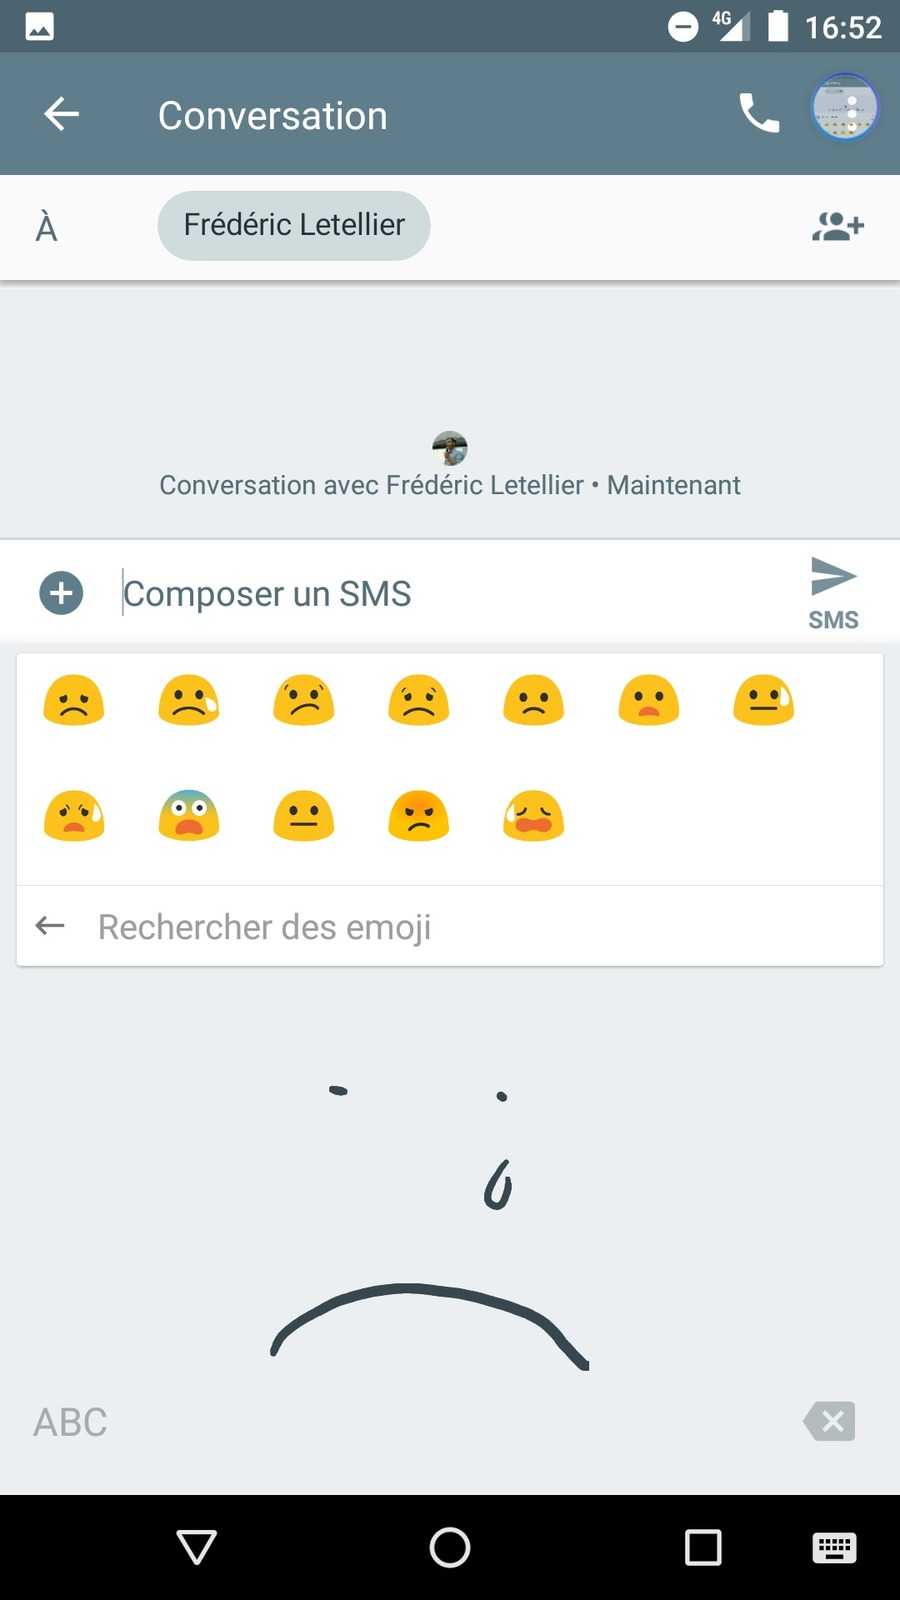 4G 16:52
Conversation
À Frédéric Letellier
Conversation avec Frédéric Letellier • Maintenant
Composer un SMS
SMS
Rechercher des emoji
ABC